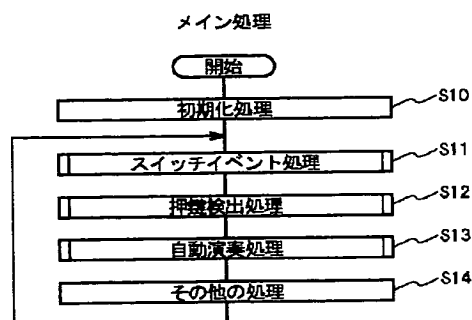 メイン処理
開始
初期化処理 S10
スイッチイベント処理 S11
押鍵検出処理 S12
自動演奏処理 S13
その他の処理 S14